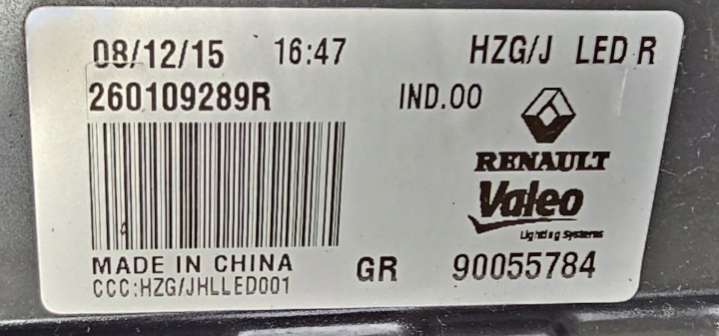 08/12/15 16:47 HZG/J LED R
260109289R IND.00
RENAULT
Valeo
Lighting Systems
MADE IN CHINA GR 90055784
CCC:HZG/JHLLED001